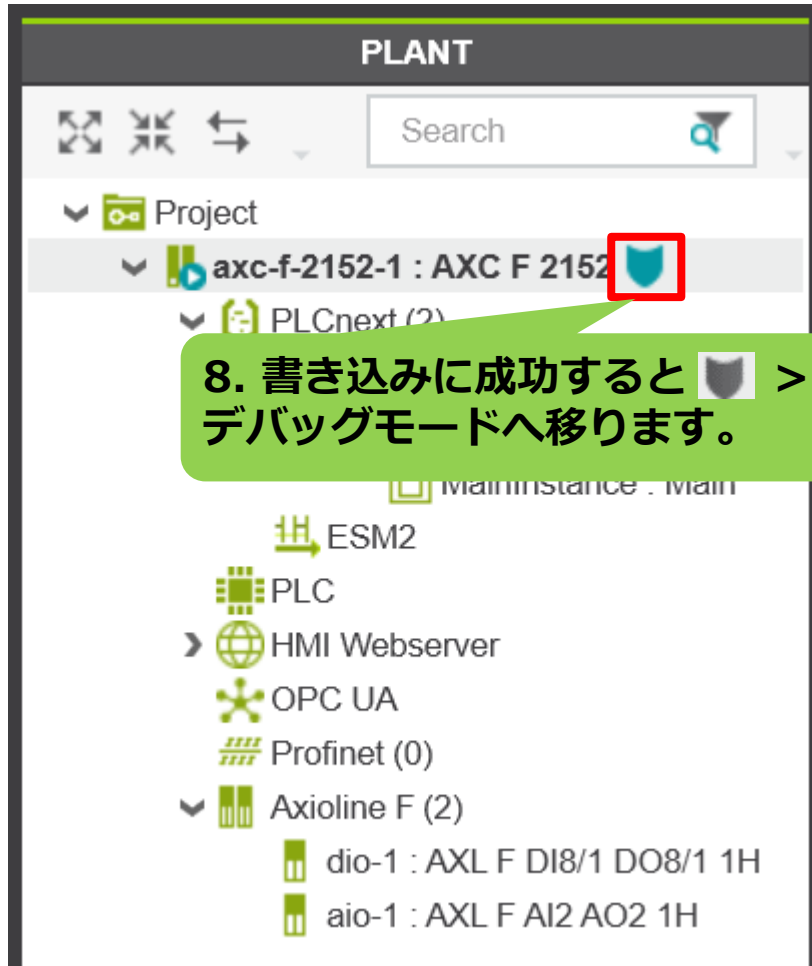 PLANT
Search
Project
axc-f-2152-1 : AXC F 2152
PLCnext (2)
8. 書き込みに成功すると >
デバッグモードへ移ります。
MainInstance : Main
ESM2
PLC
HMI Webserver
OPC UA
Profinet (0)
Axioline F (2)
dio-1 : AXL F DI8/1 DO8/1 1H
aio-1 : AXL F AI2 AO2 1H